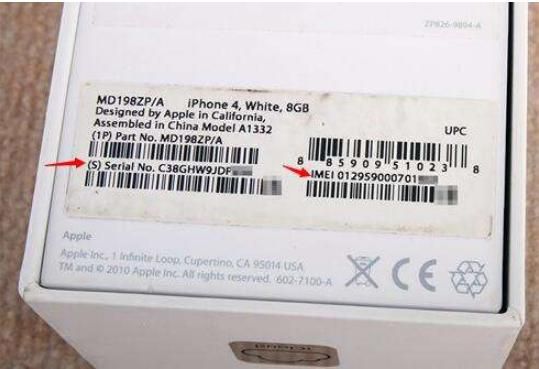 ZP826-9894-A
MD198ZP/A iPhone 4, White, 8GB
Designed by Apple in California,
Assembled in China Model A1332
(1P) Part No. MD198ZP/A
UPC
8 85909 51023 8
(S) Serial No. C38GHW9JDF
IMEI 012959000701
Apple
Apple Inc., 1 Infinite Loop, Cupertino, CA 95014 USA
TM and © 2010 Apple Inc. All rights reserved. 602-7100-A
CE